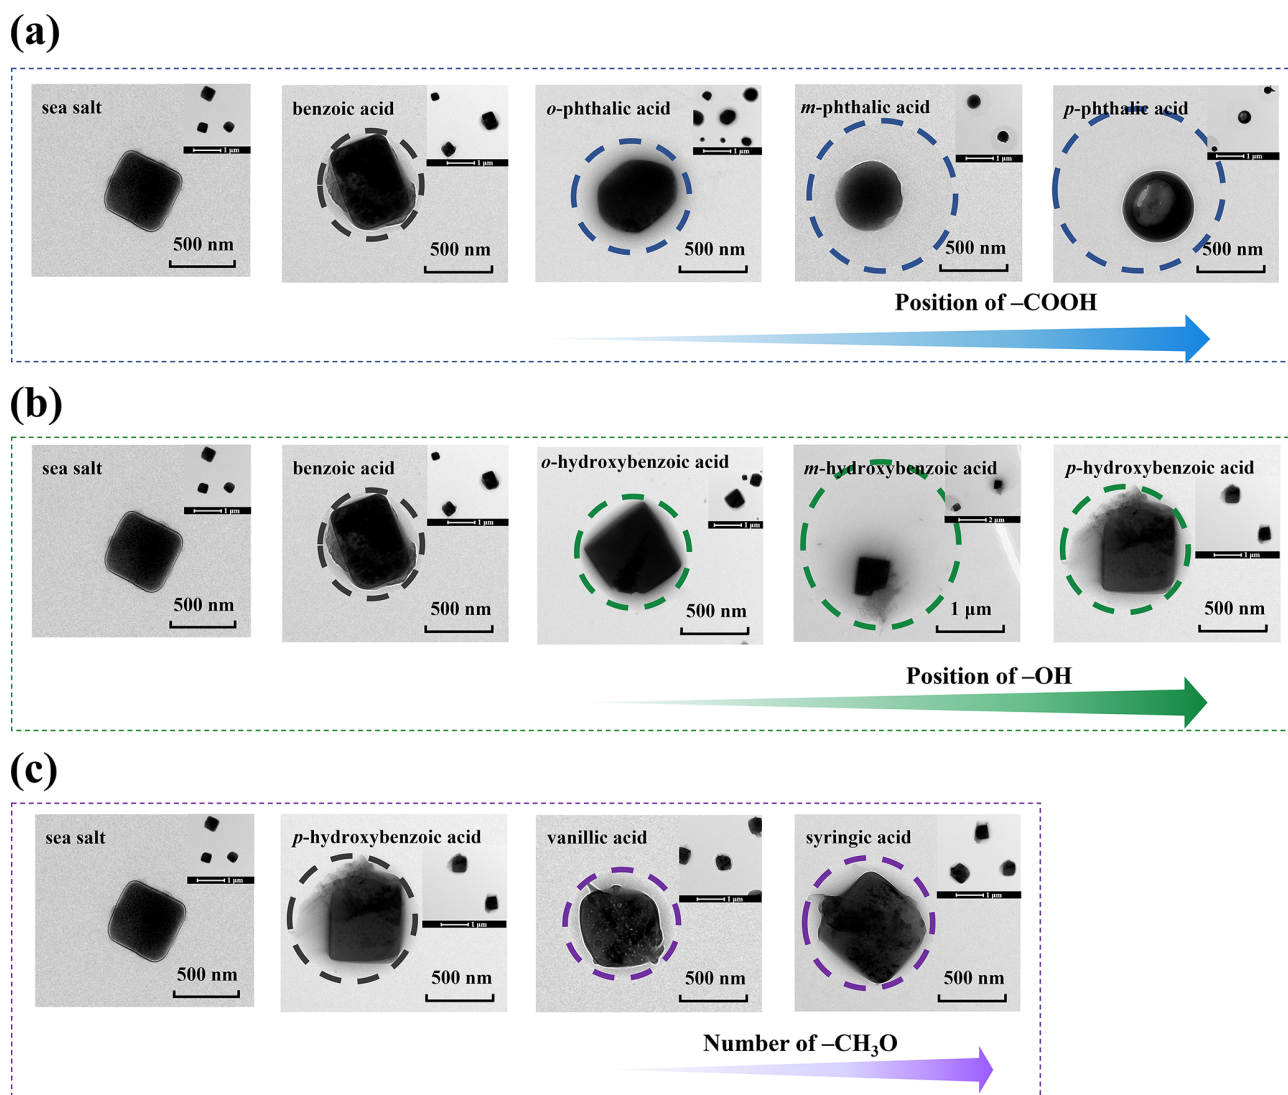 (a)
sea salt
1 μm
500 nm
benzoic acid
1 μm
500 nm
o-phthalic acid
1 μm
500 nm
m-phthalic acid
1 μm
500 nm
p-phthalic acid
1 μm
500 nm
Position of –COOH
(b)
sea salt
1 μm
500 nm
benzoic acid
1 μm
500 nm
o-hydroxybenzoic acid
1 μm
500 nm
m-hydroxybenzoic acid
2 μm
1 μm
p-hydroxybenzoic acid
1 μm
500 nm
Position of –OH
(c)
sea salt
1 μm
500 nm
p-hydroxybenzoic acid
1 μm
500 nm
vanillic acid
1 μm
500 nm
syringic acid
1 μm
500 nm
Number of –CH₃O